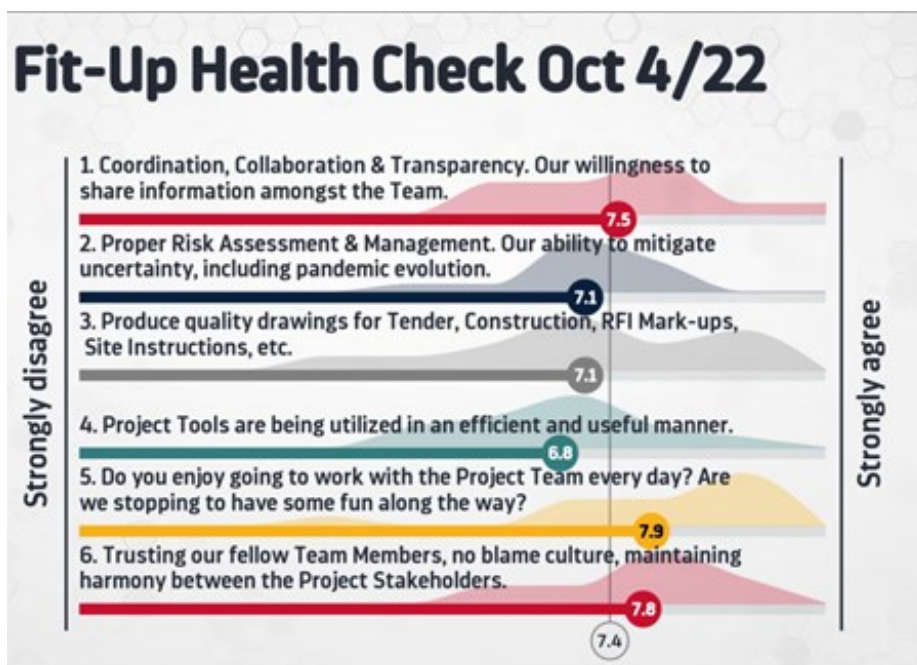 Fit-Up Health Check Oct 4/22
1. Coordination, Collaboration & Transparency. Our willingness to
share information amongst the Team.
7.5
2. Proper Risk Assessment & Management. Our ability to mitigate
uncertainty, including pandemic evolution.
7.1
3. Produce quality drawings for Tender, Construction, RFI Mark-ups,
Site Instructions, etc.
7.1
4. Project Tools are being utilized in an efficient and useful manner.
6.8
5. Do you enjoy going to work with the Project Team every day? Are
we stopping to have some fun along the way?
7.9
6. Trusting our fellow Team Members, no blame culture, maintaining
harmony between the Project Stakeholders.
7.8
7.4
Strongly disagree
Strongly agree